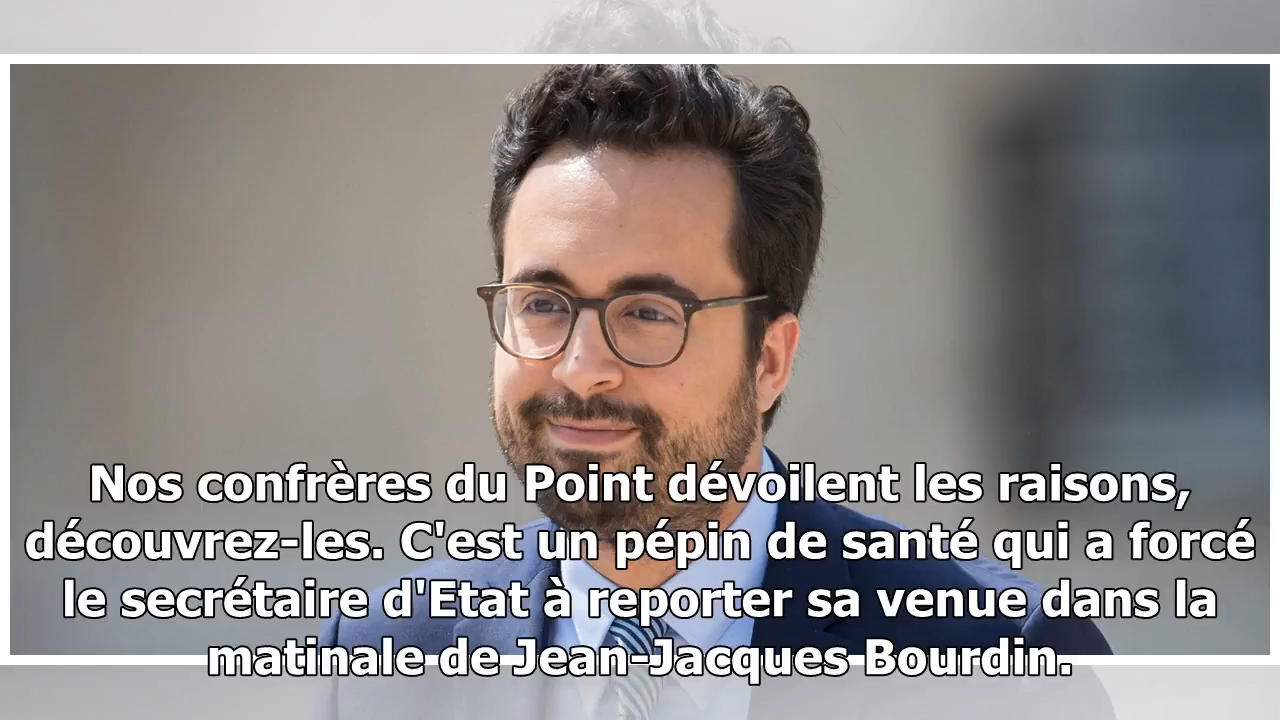 Nos confrères du Point dévoilent les raisons,
découvrez-les. C'est un pépin de santé qui a forcé
le secrétaire d'Etat à reporter sa venue dans la
matinale de Jean-Jacques Bourdin.